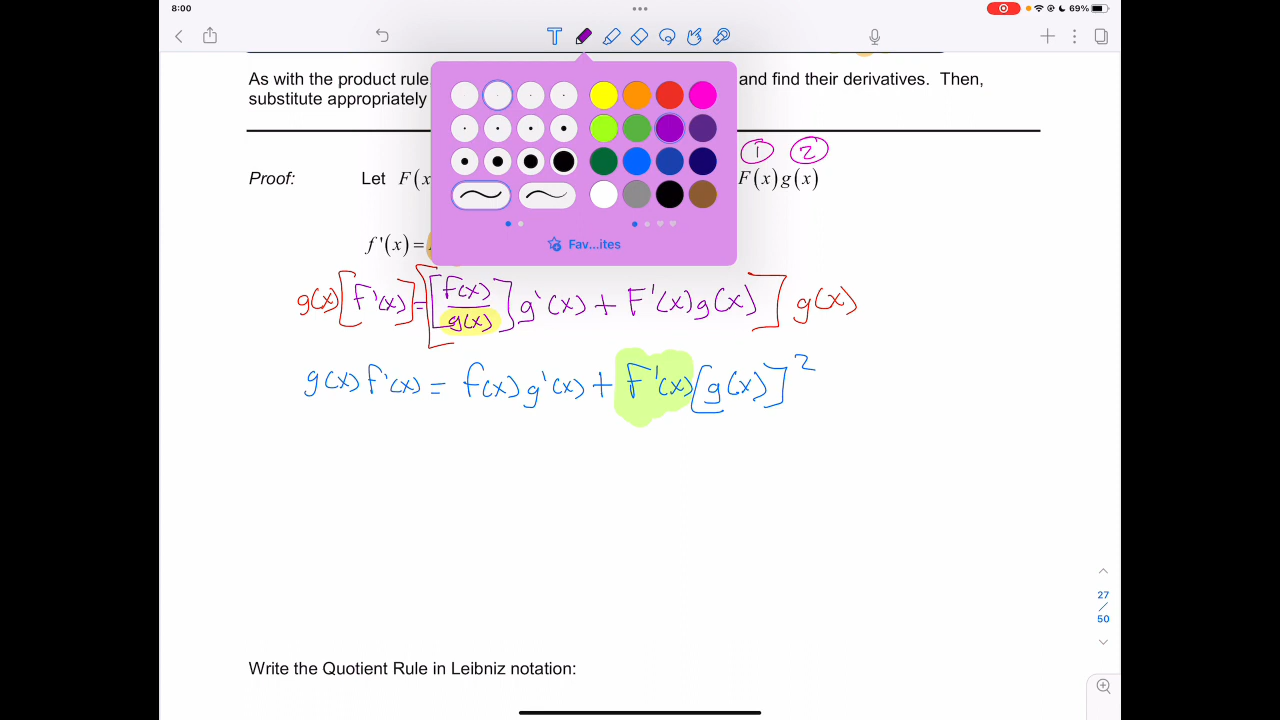 8:00
69%
As with the product rule and find their derivatives. Then,
substitute appropriately
1 2
Proof: Let F(x F(x)g(x)
f'(x) =
g(x)[f'(x)] = [[f(x)/g(x)]g'(x) + F'(x)g(x)]g(x)
g(x)f'(x) = f(x)g'(x) + F'(x)[g(x)]²
Fav...ites
27
/
50
Write the Quotient Rule in Leibniz notation: